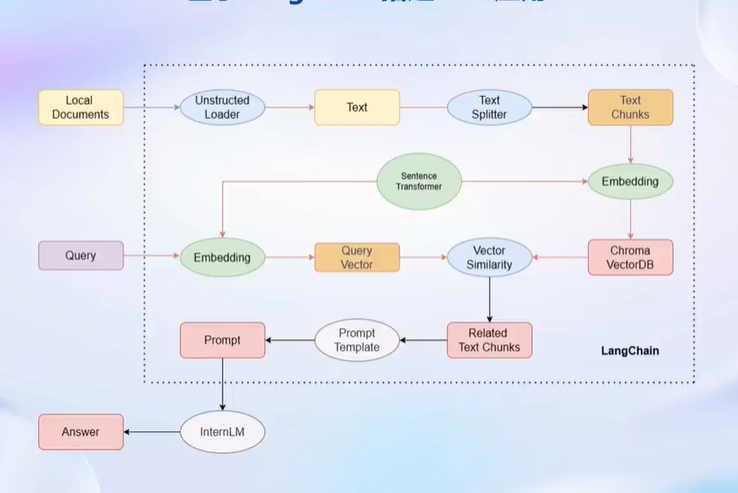 Local
Documents
Unstructed
Loader
Text
Text
Splitter
Text
Chunks
Sentence
Transformer
Embedding
Query
Embedding
Query
Vector
Vector
Similarity
Chroma
VectorDB
Prompt
Prompt
Template
Related
Text Chunks
LangChain
Answer
InternLM